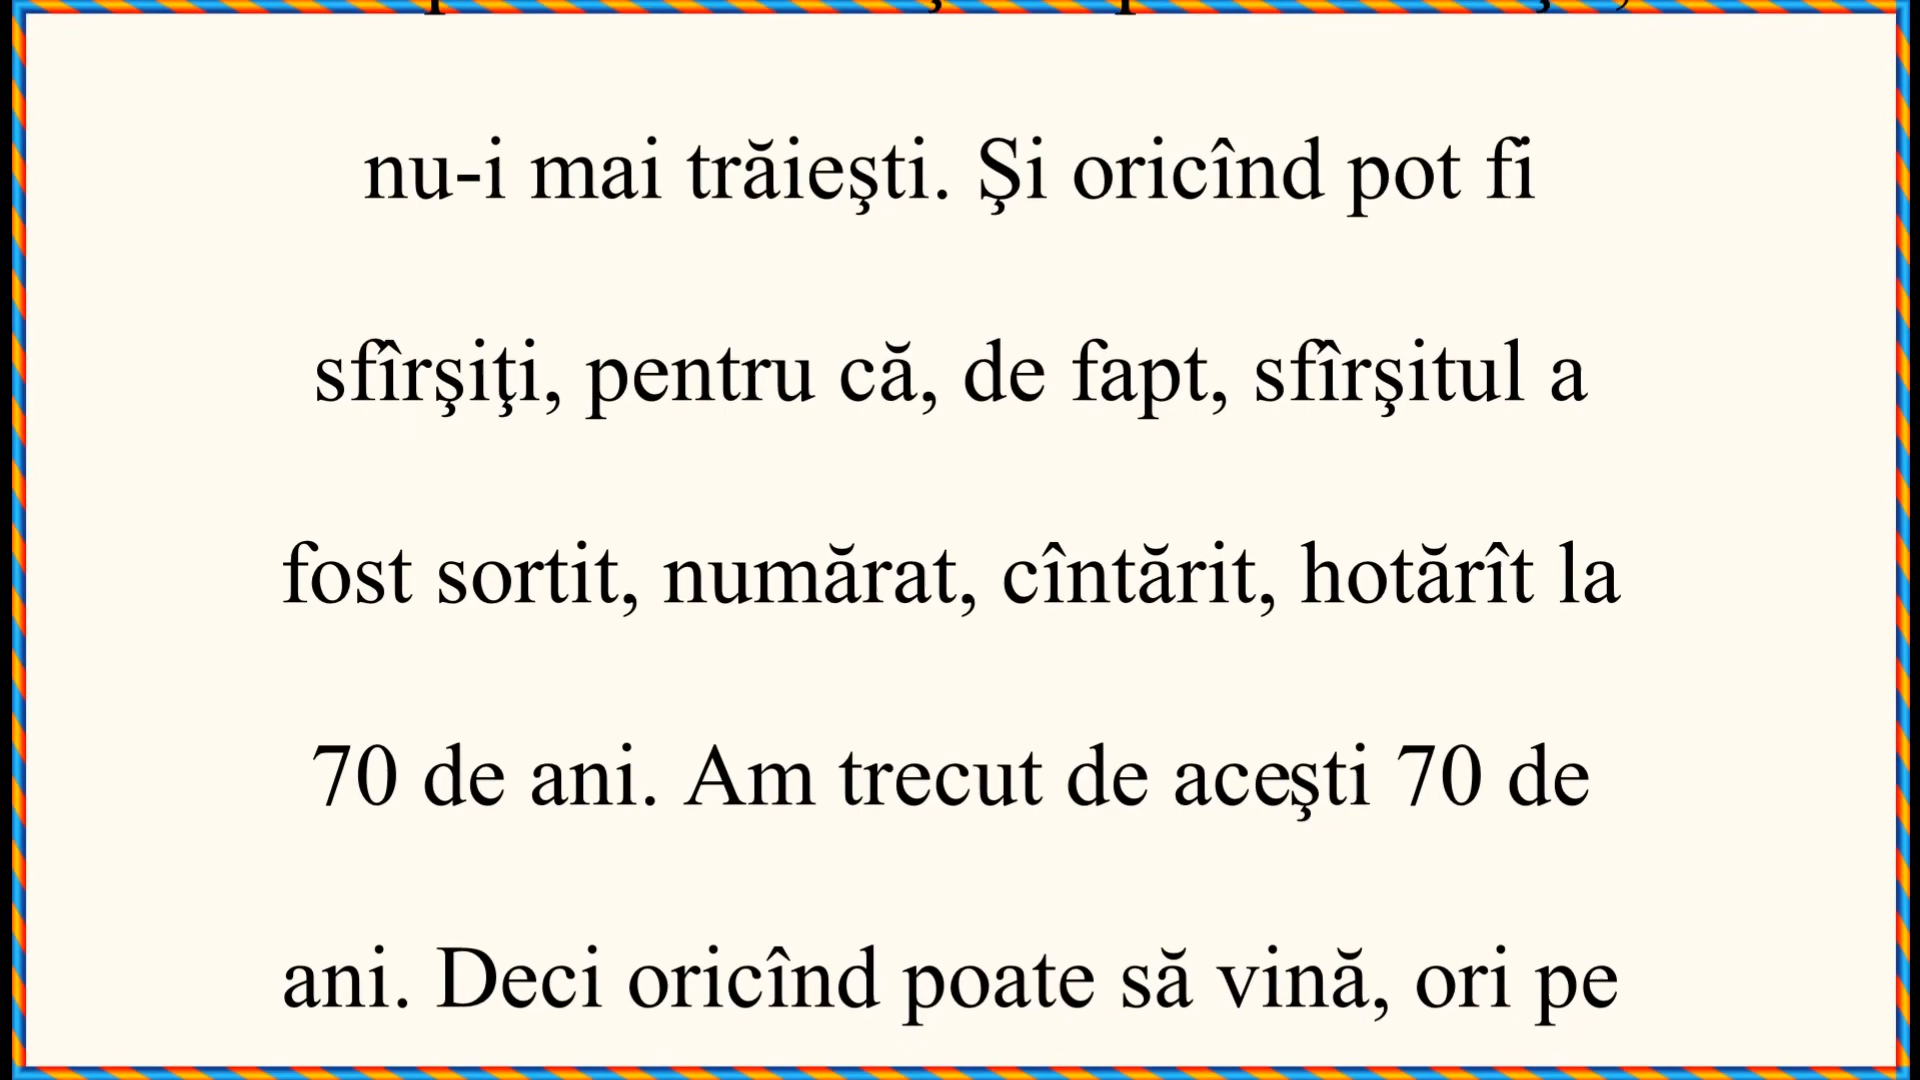 nu-i mai trăieşti. Şi oricînd pot fi
sfîrşiţi, pentru că, de fapt, sfîrşitul a
fost sortit, numărat, cîntărit, hotărît la
70 de ani. Am trecut de aceşti 70 de
ani. Deci oricînd poate să vină, ori pe